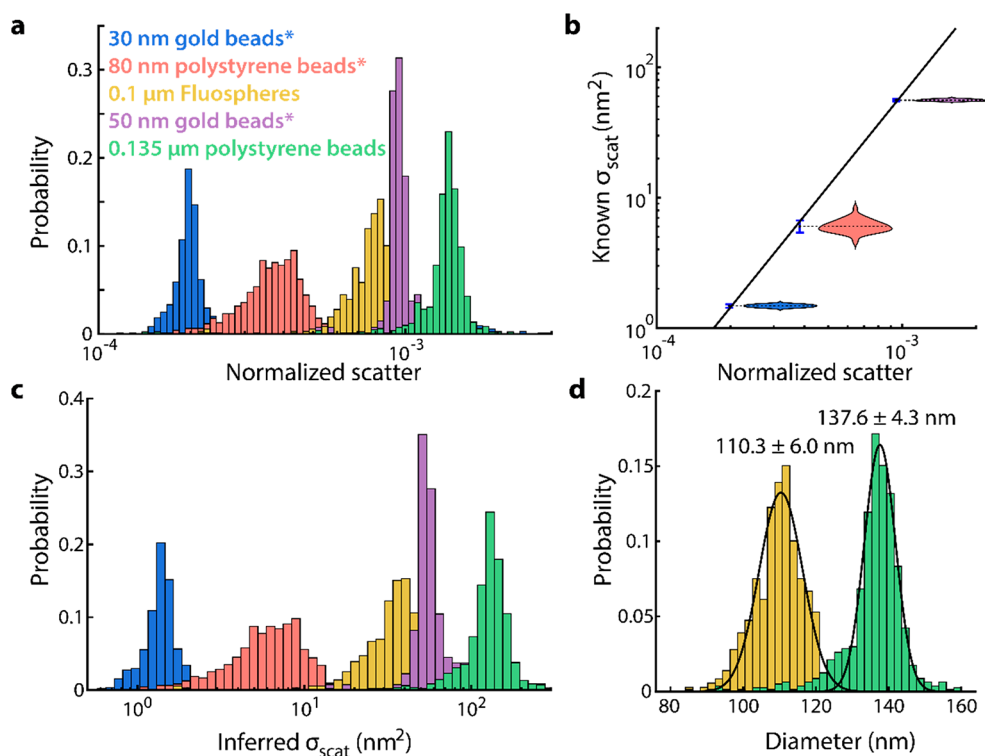 a
30 nm gold beads*
80 nm polystyrene beads*
0.1 µm Fluospheres
50 nm gold beads*
0.135 µm polystyrene beads
0.3
0.2
0.1
0
Probability
10⁻⁴
10⁻³
Normalized scatter
b
10²
10¹
10⁰
Known σscat (nm²)
10⁻⁴
10⁻³
Normalized scatter
c
0.4
0.3
0.2
0.1
0
Probability
10⁰
10¹
10²
Inferred σscat (nm²)
d
137.6 ± 4.3 nm
110.3 ± 6.0 nm
0.2
0.15
0.1
0.05
0
Probability
80
100
120
140
160
Diameter (nm)